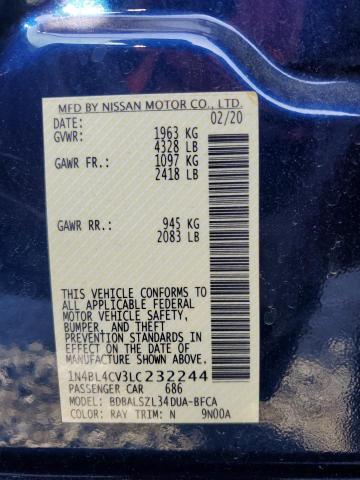 MFD BY NISSAN MOTOR CO., LTD.
DATE: 02/20
GVWR: 1963 KG
4328 LB
GAWR FR.: 1097 KG
2418 LB
GAWR RR.: 945 KG
2083 LB
THIS VEHICLE CONFORMS TO
ALL APPLICABLE FEDERAL
MOTOR VEHICLE SAFETY,
BUMPER, AND THEFT
PREVENTION STANDARDS IN
EFFECT ON THE DATE OF
MANUFACTURE SHOWN ABOVE.
1N4BL4CV3LC232244
PASSENGER CAR 686
MODEL: BDBALSZL34DUA-BFCA
COLOR: RAY TRIM: N 9N00A